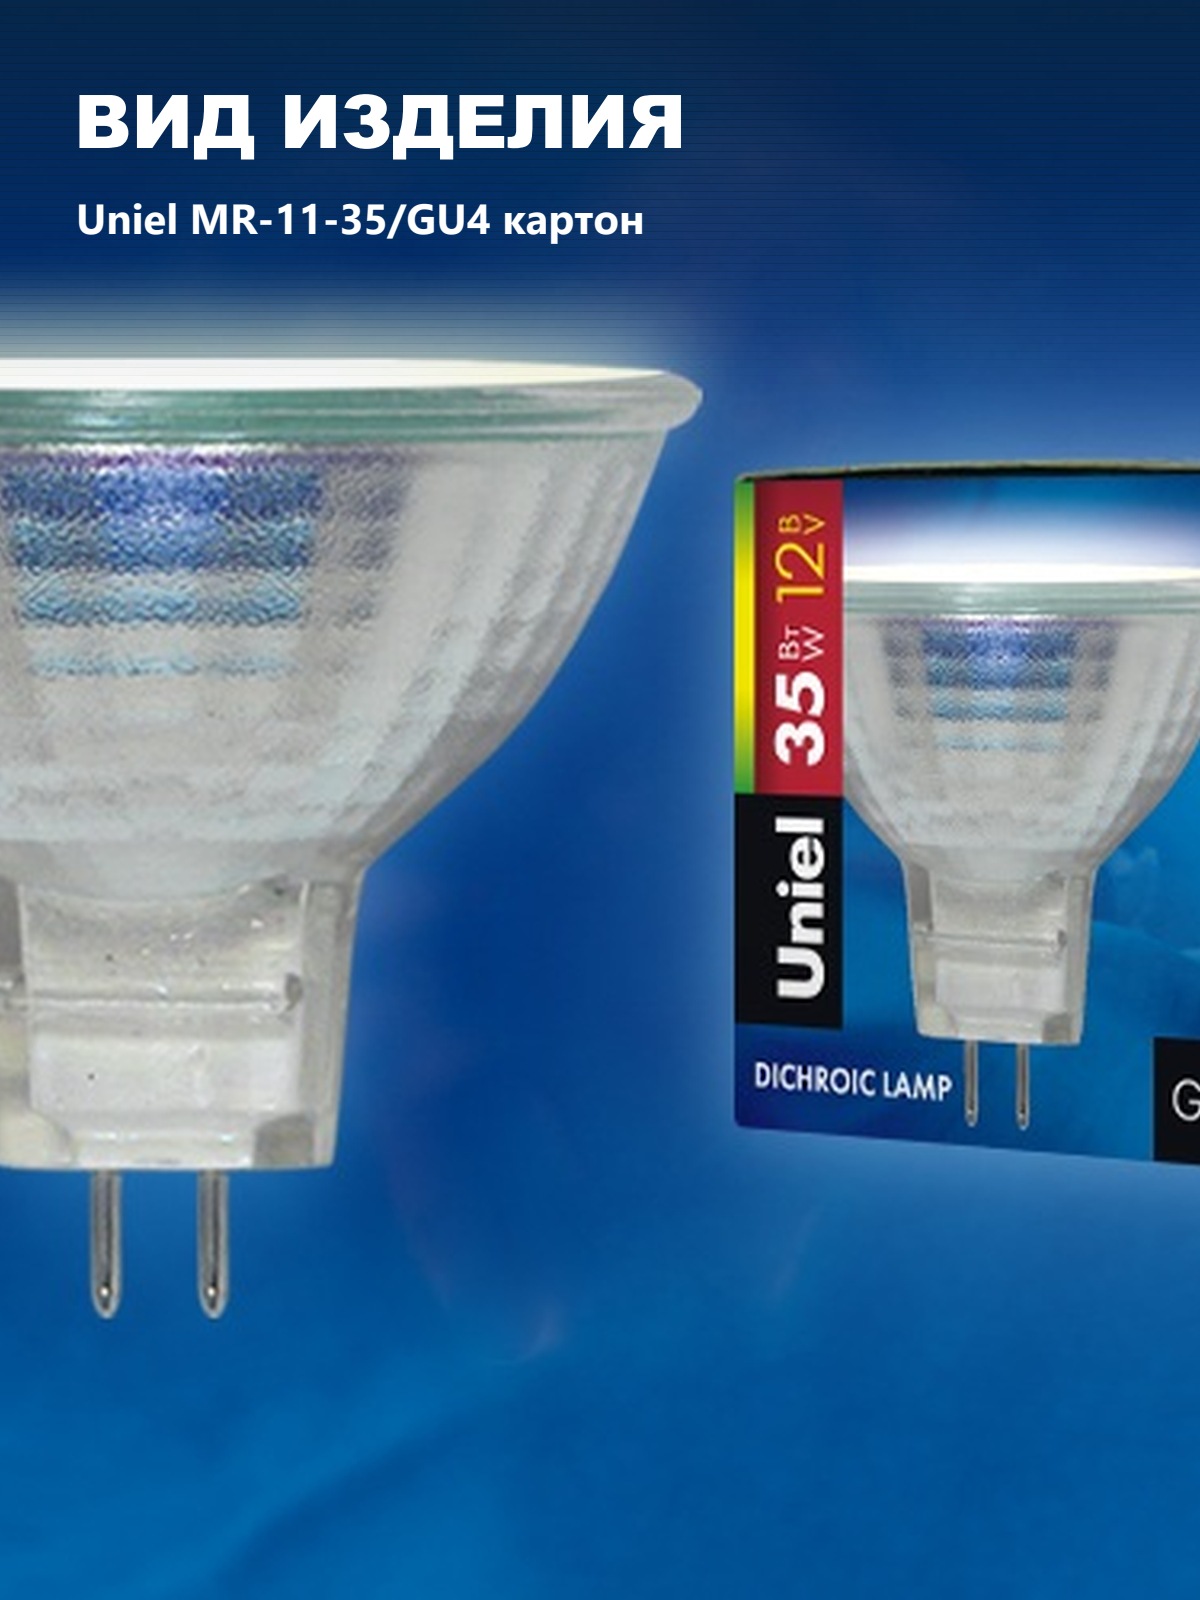 ВИД ИЗДЕЛИЯ
Uniel MR-11-35/GU4 картон
35 Вт W 12 В V
Uniel
DICHROIC LAMP
G